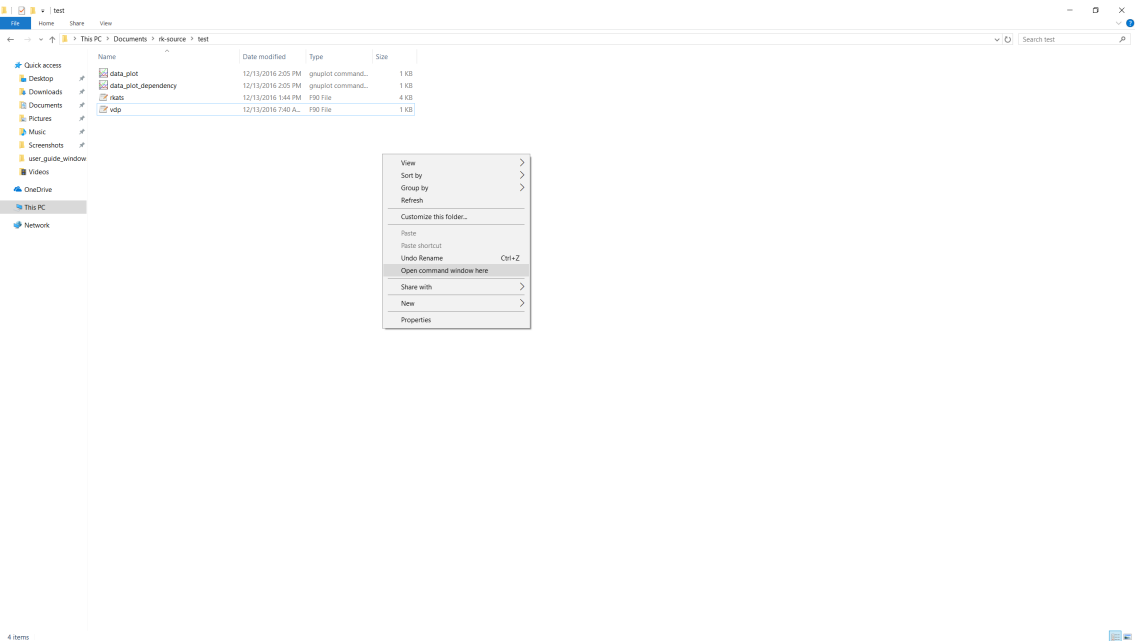 test
File Home Share View
This PC > Documents > rk-source > test
Search test
Name Date modified Type Size
data_plot 12/13/2016 2:05 PM gnuplot command... 1 KB
data_plot_dependency 12/13/2016 2:05 PM gnuplot command... 1 KB
rkats 12/13/2016 1:44 PM F90 File 4 KB
vdp 12/13/2016 7:40 A... F90 File 1 KB
Quick access
Desktop
Downloads
Documents
Pictures
Music
Screenshots
user_guide_window
Videos
OneDrive
This PC
Network
View
Sort by
Group by
Refresh
Customize this folder...
Paste
Paste shortcut
Undo Rename Ctrl+Z
Open command window here
Share with
New
Properties
4 items